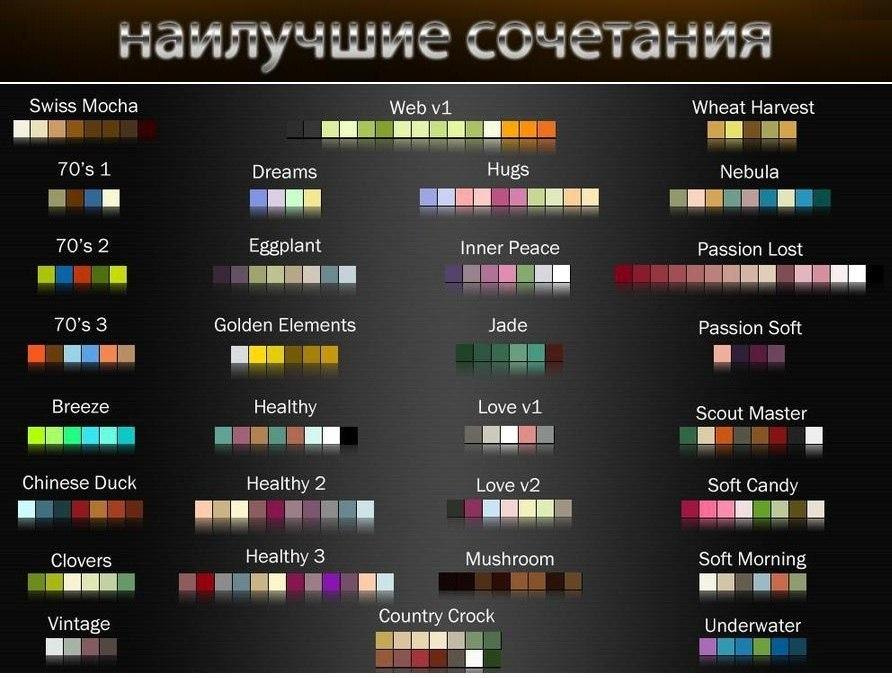 наилучшие сочетания
Swiss Mocha
Web v1
Wheat Harvest
70's 1
Dreams
Hugs
Nebula
70's 2
Eggplant
Inner Peace
Passion Lost
70's 3
Golden Elements
Jade
Passion Soft
Breeze
Healthy
Love v1
Scout Master
Chinese Duck
Healthy 2
Love v2
Soft Candy
Clovers
Healthy 3
Mushroom
Soft Morning
Vintage
Country Crock
Underwater